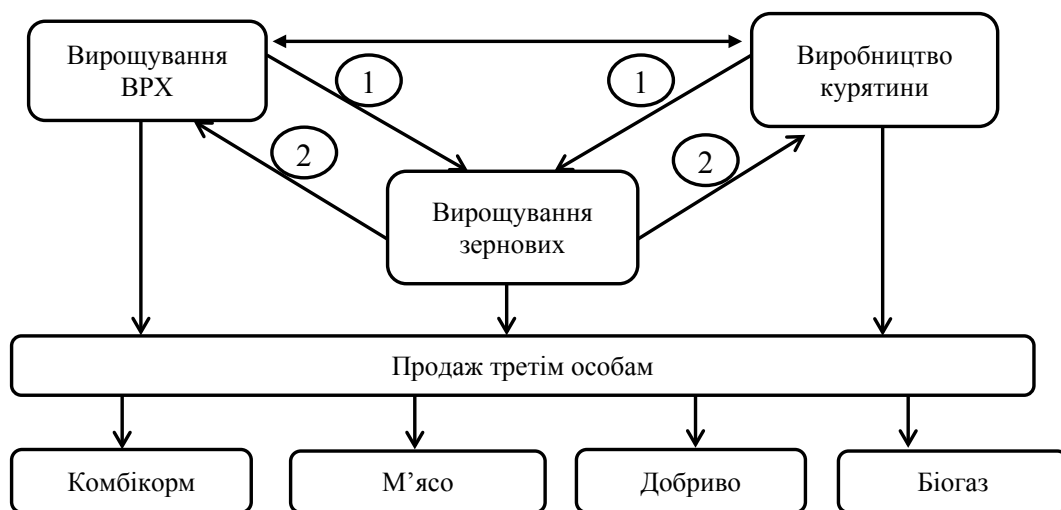 Вирощування
ВРХ
Виробництво
курятини
1
1
2
2
Вирощування
зернових
Продаж третім особам
Комбікорм
М’ясо
Добриво
Біогаз